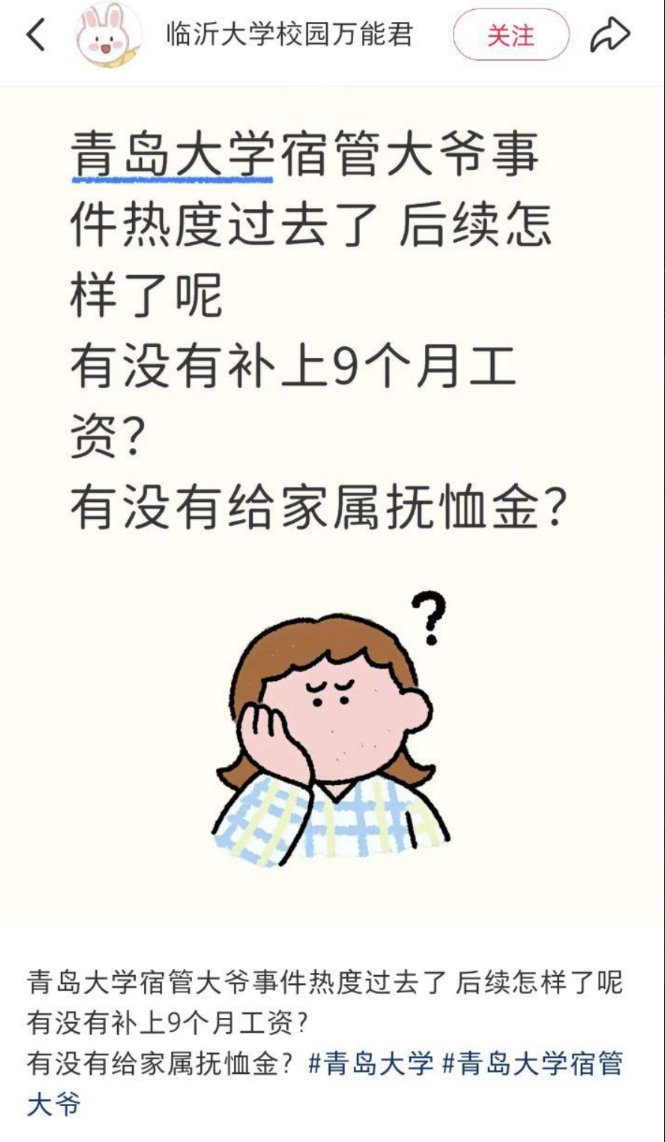 临沂大学校园万能君
关注
青岛大学宿管大爷事
件热度过去了 后续怎
样了呢
有没有补上9个月工
资？
有没有给家属抚恤金？
?
青岛大学宿管大爷事件热度过去了 后续怎样了呢
有没有补上9个月工资？
有没有给家属抚恤金？#青岛大学 #青岛大学宿管
大爷